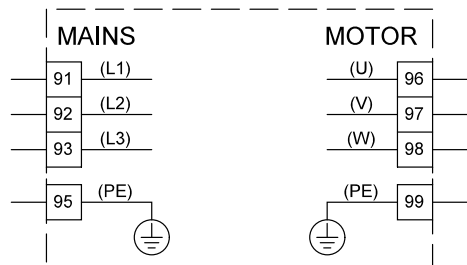 MAINS MOTOR
91 (L1) (U) 96
92 (L2) (V) 97
93 (L3) (W) 98
95 (PE) (PE) 99